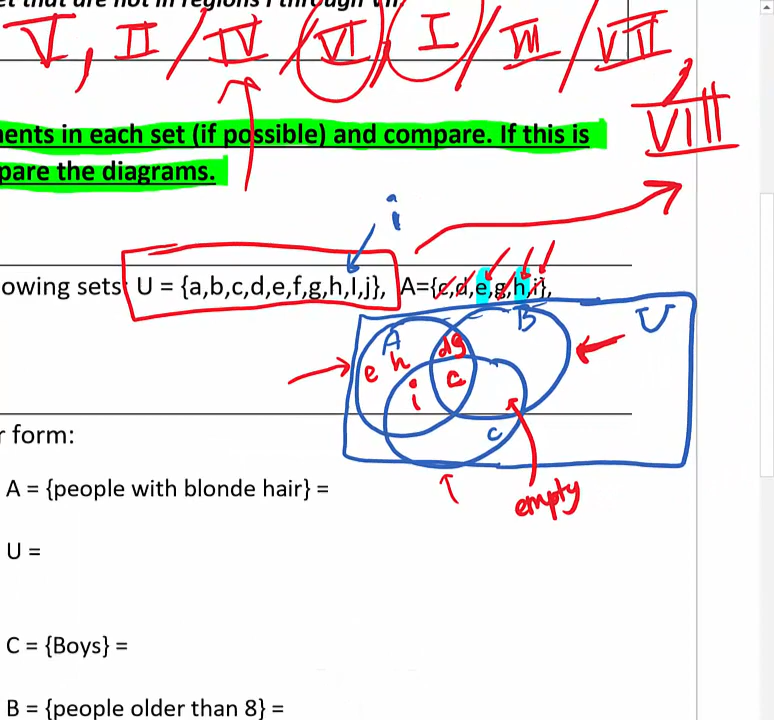 V, II / IV / VI, I / III / VII,
VIII
nents in each set (if possible) and compare. If this is
pare the diagrams.
i
owing sets: U = {a,b,c,d,e,f,g,h,I,j}, A={c,d,e,g,h,i},
A B U
e h dg
i c
C
r form:
empty
A = {people with blonde hair} =
U =
C = {Boys} =
B = {people older than 8} =